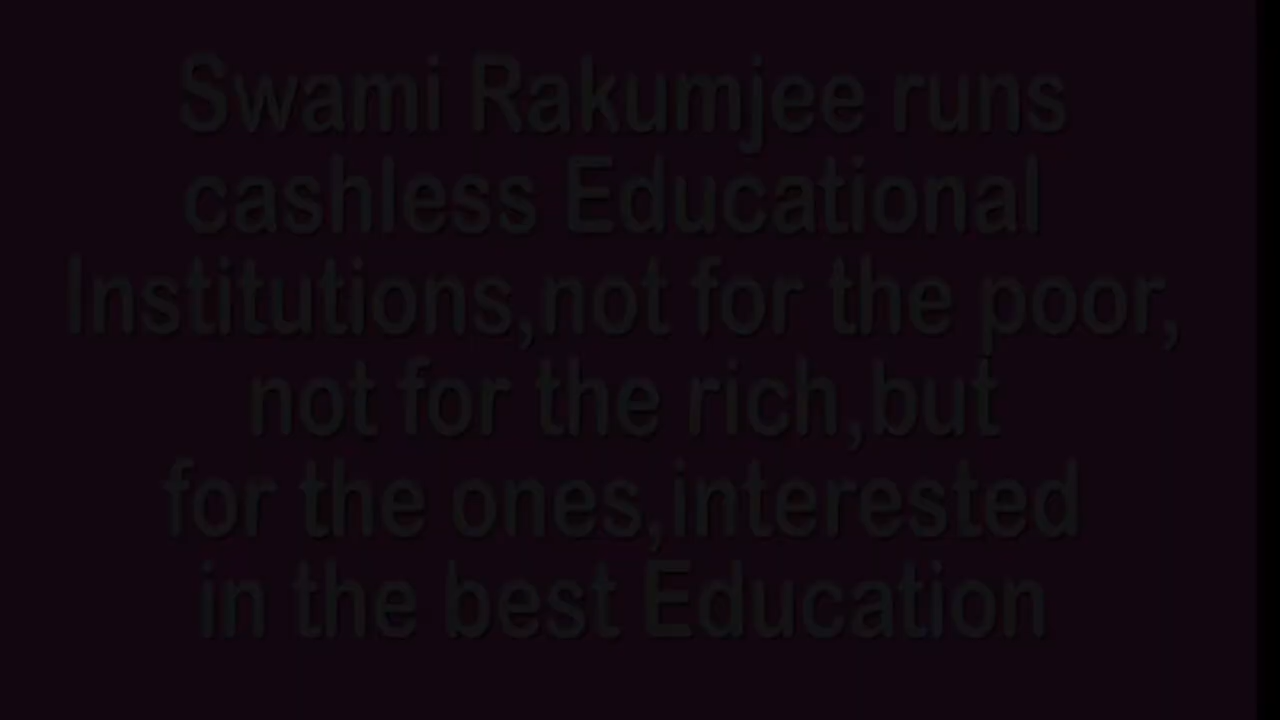 Swami Rakumjee runs
cashless Educational
Institutions,not for the poor,
not for the rich,but
for the ones,interested
in the best Education